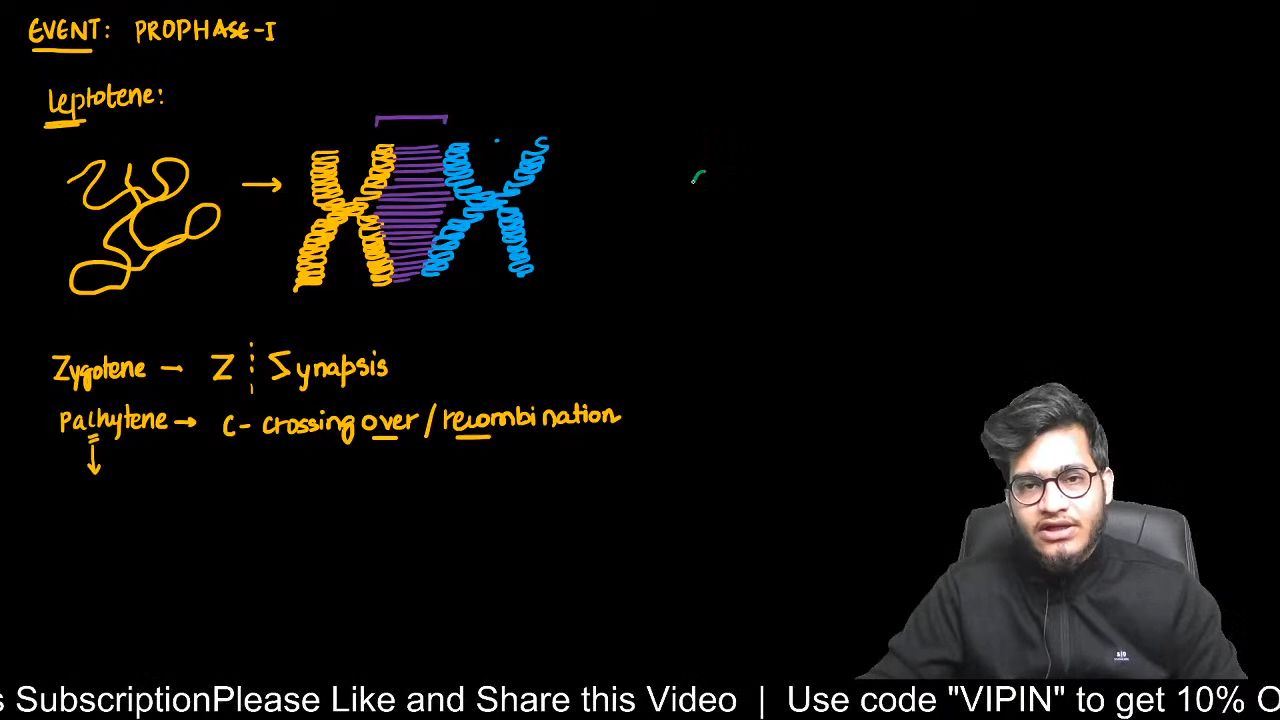 EVENT: PROPHASE-I
Leptotene:
Zygotene → Z Synapsis
Pachytene → C - crossing over / recombination
s SubscriptionPlease Like and Share this Video | Use code "VIPIN" to get 10% O